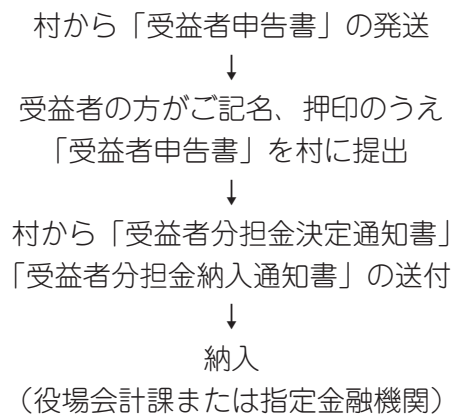 村から「受益者申告書」の発送
↓
受益者の方がご記名、押印のうえ
「受益者申告書」を村に提出
↓
村から「受益者分担金決定通知書」
「受益者分担金納入通知書」の送付
↓
納入
（役場会計課または指定金融機関）